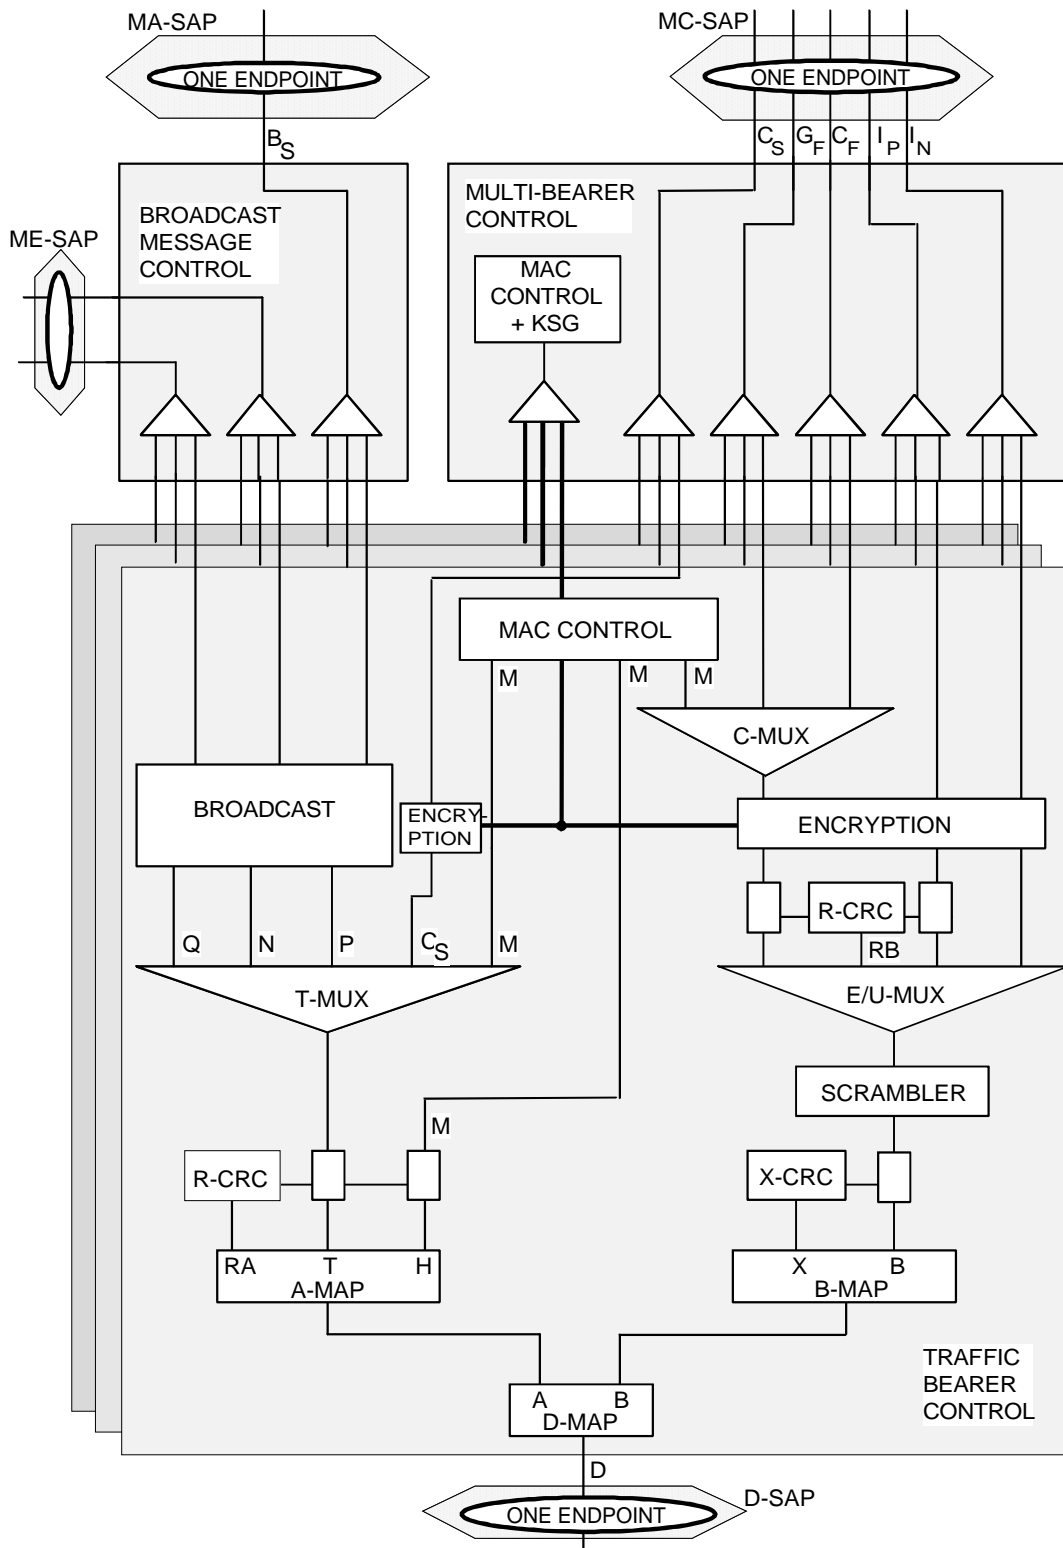 MA-SAP
MC-SAP
ONE ENDPOINT
ONE ENDPOINT
BS
CS GF CF IP IN
BROADCAST
MESSAGE
CONTROL
MULTI-BEARER
CONTROL
ME-SAP
MAC
CONTROL
+ KSG
MAC CONTROL
M
M
M
C-MUX
BROADCAST
ENCRY-
PTION
ENCRYPTION
R-CRC
Q
N
P
CS
M
RB
T-MUX
E/U-MUX
SCRAMBLER
M
R-CRC
X-CRC
RA
T
H
A-MAP
X
B
B-MAP
TRAFFIC
BEARER
CONTROL
A
B
D-MAP
D
D-SAP
ONE ENDPOINT